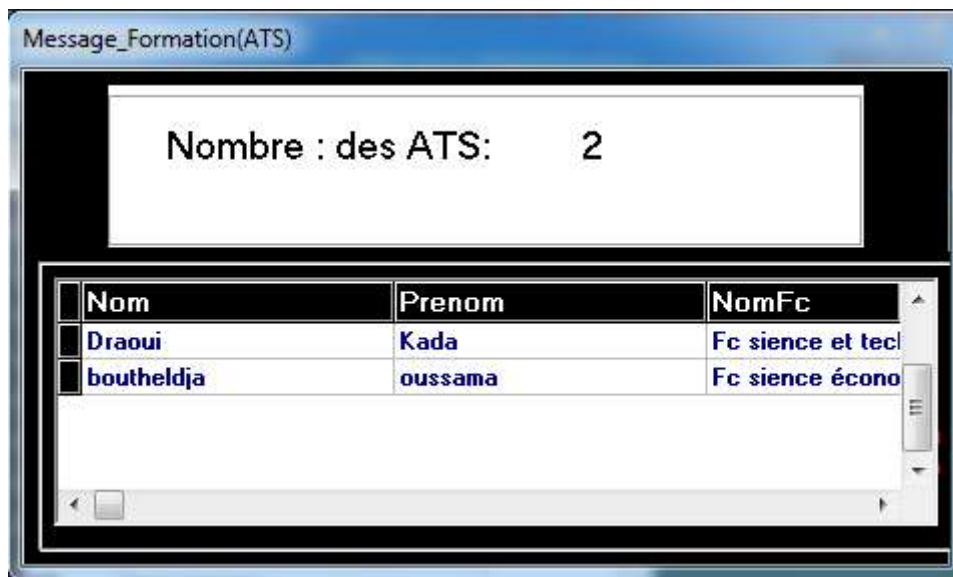 Message_Formation(ATS)
Nombre : des ATS: 2
Nom Prenom NomFc
Draoui Kada Fc sience et tecl
boutheldja oussama Fc sience écono